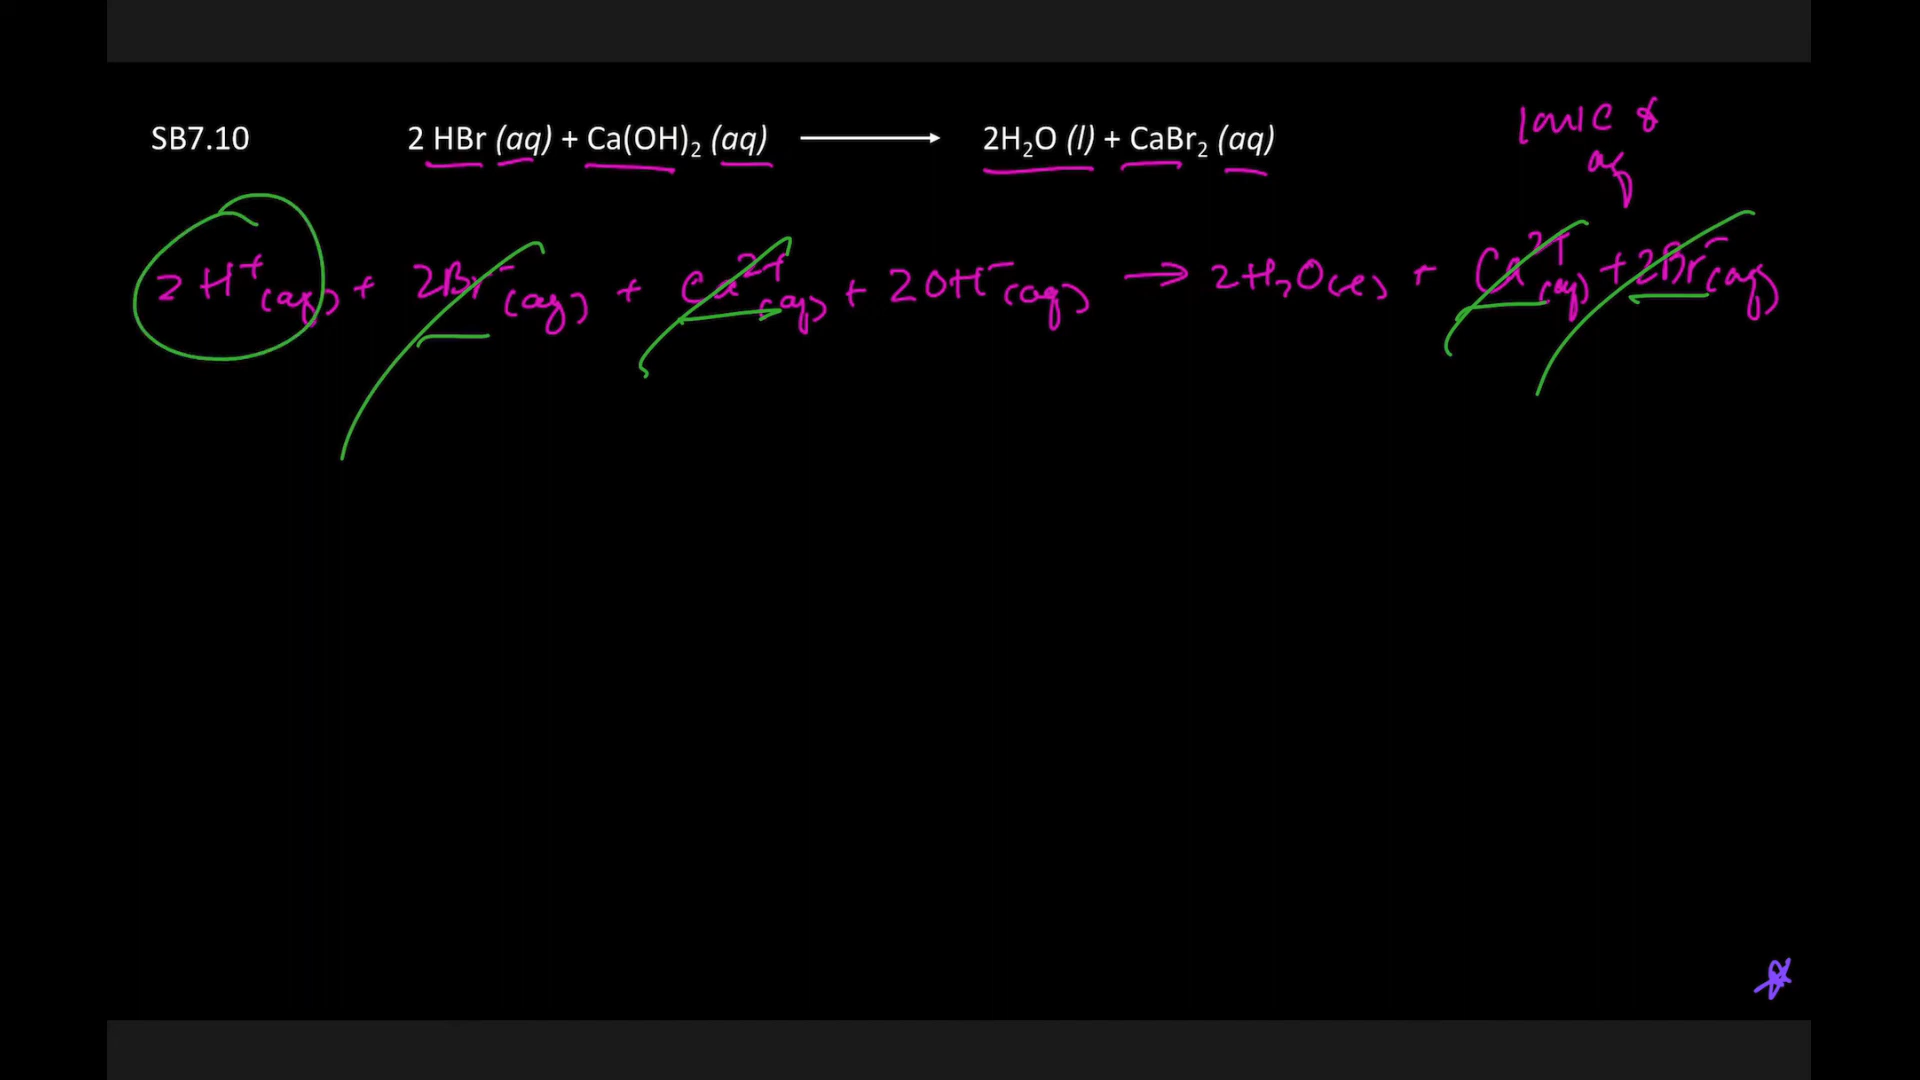 SB7.10 2 HBr (aq) + Ca(OH)₂ (aq) ⟶ 2H₂O (l) + CaBr₂ (aq)
Ionic &
aq
2H⁺(aq) + 2Br⁻(aq) + Ca²⁺(aq) + 2OH⁻(aq) → 2H₂O(l) + Ca²⁺(aq) + 2Br⁻(aq)